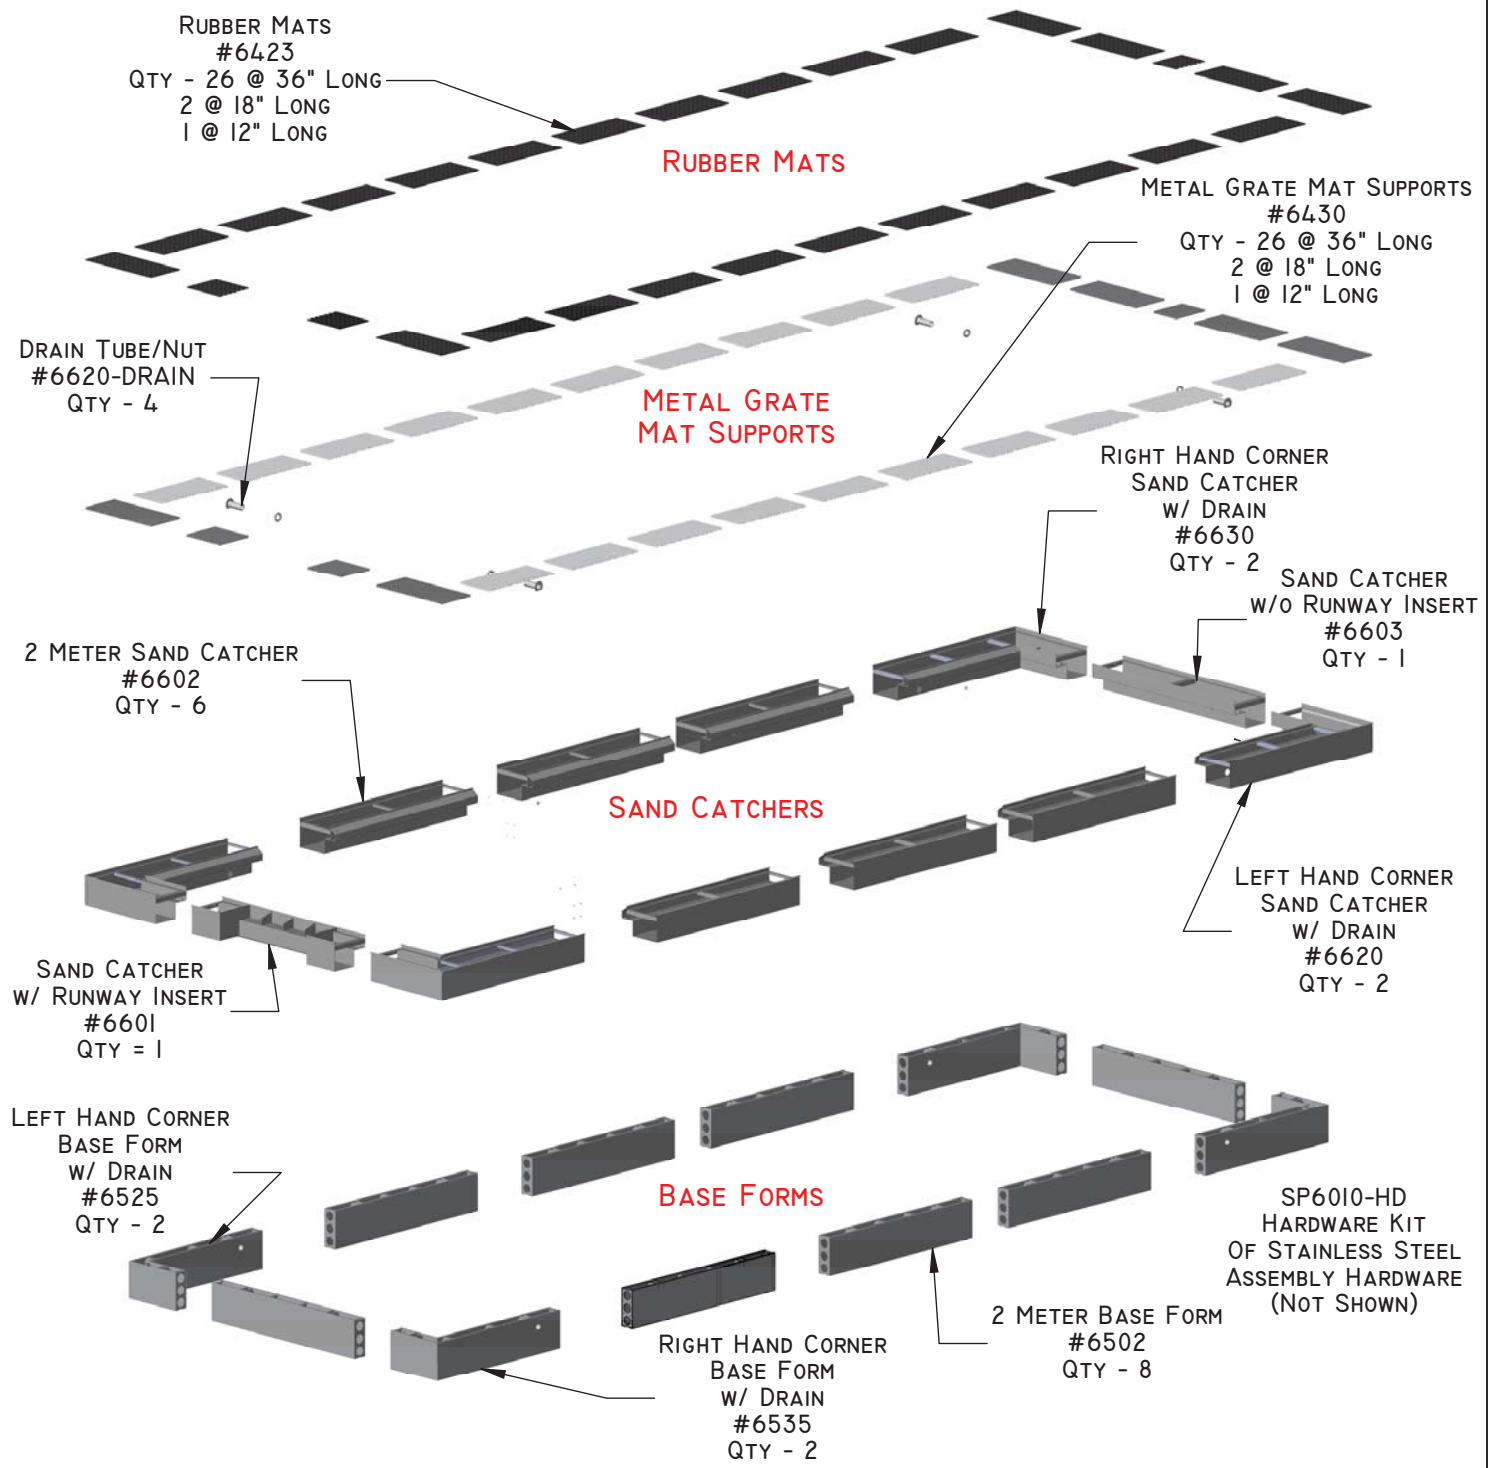 RUBBER MATS
#6423
QTY - 26 @ 36" LONG
2 @ 18" LONG
1 @ 12" LONG
RUBBER MATS
METAL GRATE MAT SUPPORTS
#6430
QTY - 26 @ 36" LONG
2 @ 18" LONG
1 @ 12" LONG
DRAIN TUBE/NUT
#6620-DRAIN
QTY - 4
METAL GRATE
MAT SUPPORTS
RIGHT HAND CORNER
SAND CATCHER
W/ DRAIN
#6630
QTY - 2
SAND CATCHER
W/O RUNWAY INSERT
#6603
QTY - 1
2 METER SAND CATCHER
#6602
QTY - 6
SAND CATCHERS
LEFT HAND CORNER
SAND CATCHER
W/ DRAIN
#6620
QTY - 2
SAND CATCHER
W/ RUNWAY INSERT
#6601
QTY = 1
LEFT HAND CORNER
BASE FORM
W/ DRAIN
#6525
QTY - 2
BASE FORMS
SP6010-HD
HARDWARE KIT
OF STAINLESS STEEL
ASSEMBLY HARDWARE
(NOT SHOWN)
2 METER BASE FORM
#6502
QTY - 8
RIGHT HAND CORNER
BASE FORM
W/ DRAIN
#6535
QTY - 2